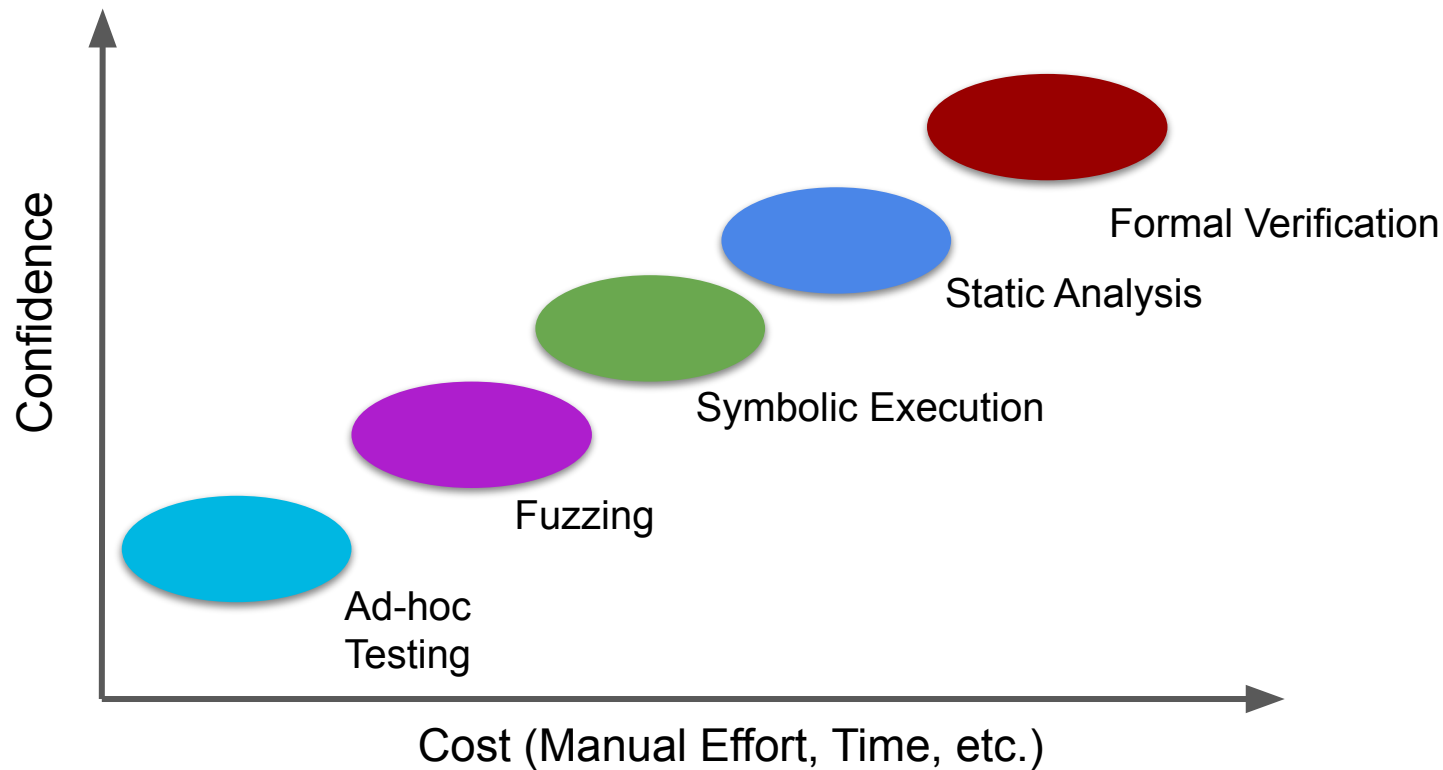 Confidence
Formal Verification
Static Analysis
Symbolic Execution
Fuzzing
Ad-hoc
Testing
Cost (Manual Effort, Time, etc.)